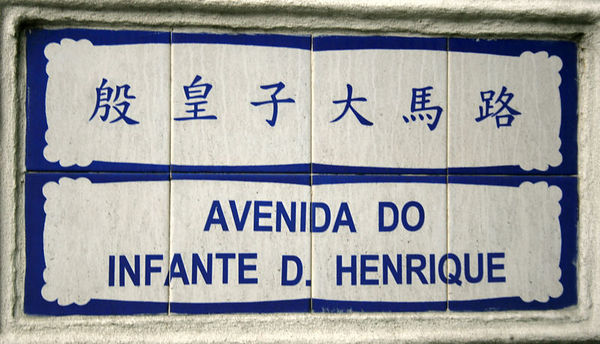 殷皇子大馬路
AVENIDA DO
INFANTE D. HENRIQUE